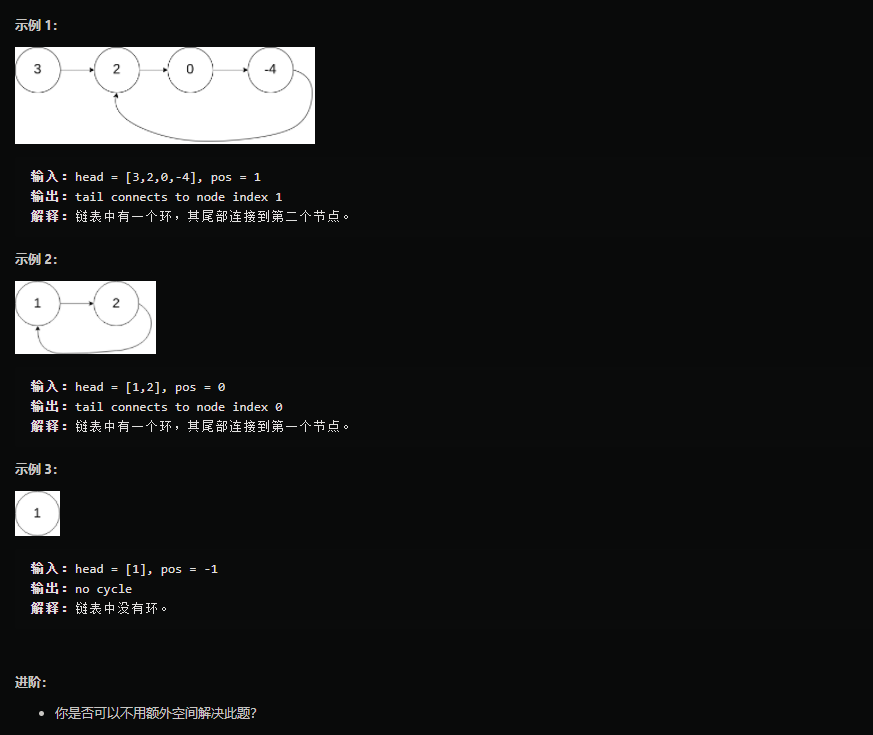 示例 1：
3 2 0 -4
输入：head = [3,2,0,-4], pos = 1
输出：tail connects to node index 1
解释：链表中有一个环，其尾部连接到第二个节点。
示例 2：
1 2
输入：head = [1,2], pos = 0
输出：tail connects to node index 0
解释：链表中有一个环，其尾部连接到第一个节点。
示例 3：
1
输入：head = [1], pos = -1
输出：no cycle
解释：链表中没有环。
进阶：
• 你是否可以不用额外空间解决此题？